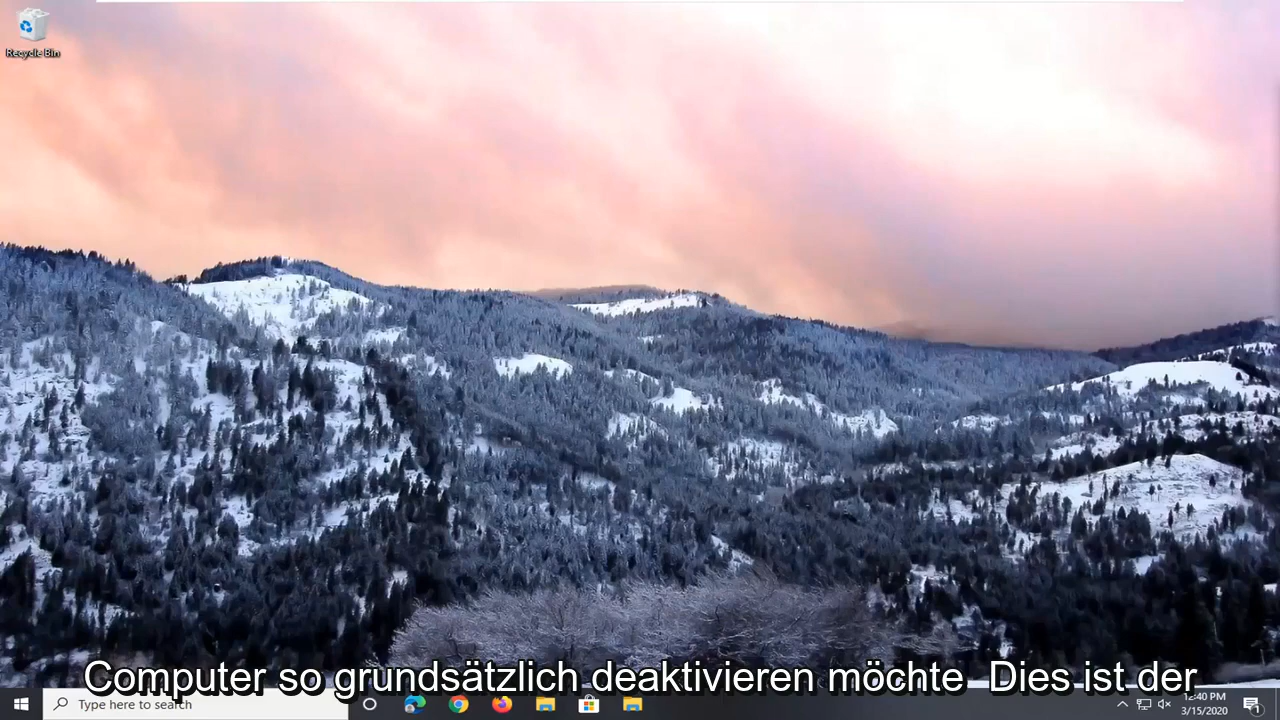 Recycle Bin
Computer so grundsätzlich deaktivieren möchte  Dies ist der
Type here to search
12:40 PM
3/15/2020
1